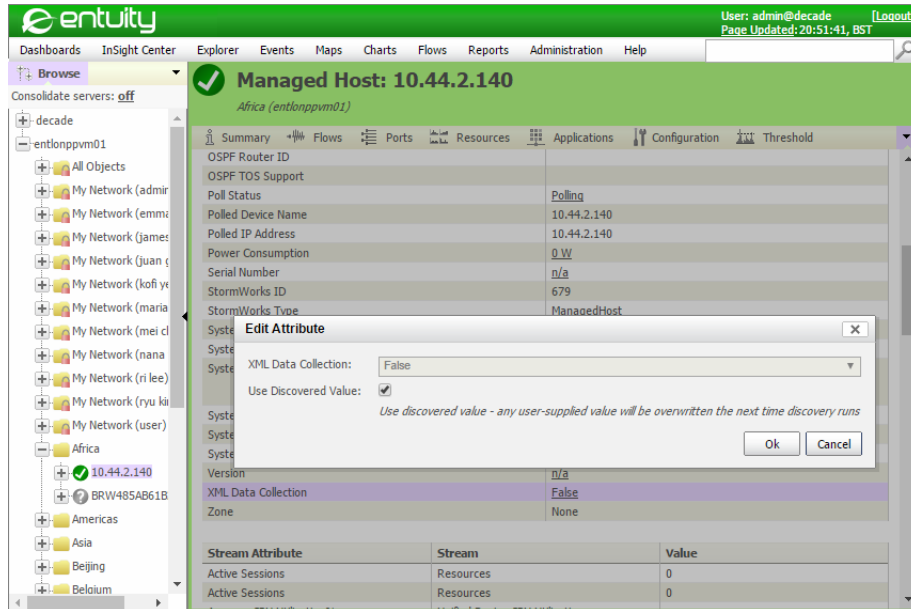 entuity
User: admin@decade [Logout
Page Updated: 20:51:41, BST
Dashboards InSight Center Explorer Events Maps Charts Flows Reports Administration Help
Browse
Consolidate servers: off
decade
entlonppvm01
All Objects
My Network (admir
My Network (emma
My Network (james
My Network (juan g
My Network (kofi ye
My Network (maria
My Network (mei cl
My Network (nana
My Network (ri lee)
My Network (ryu kin
My Network (user)
Africa
10.44.2.140
BRW485AB61B
Americas
Asia
Beijing
Belgium
Managed Host: 10.44.2.140
Africa (entlonppvm01)
Summary Flows Ports Resources Applications Configuration Threshold
OSPF Router ID
OSPF TOS Support
Poll Status Polling
Polled Device Name 10.44.2.140
Polled IP Address 10.44.2.140
Power Consumption 0 W
Serial Number n/a
StormWorks ID 679
StormWorks Type ManagedHost
Syste
Syste
Syste
Edit Attribute
XML Data Collection: False
Use Discovered Value:
Use discovered value - any user-supplied value will be overwritten the next time discovery runs
Ok Cancel
Syste
Syste
Syste
Version n/a
XML Data Collection False
Zone None
Stream Attribute Stream Value
Active Sessions Resources 0
Active Sessions Resources 0